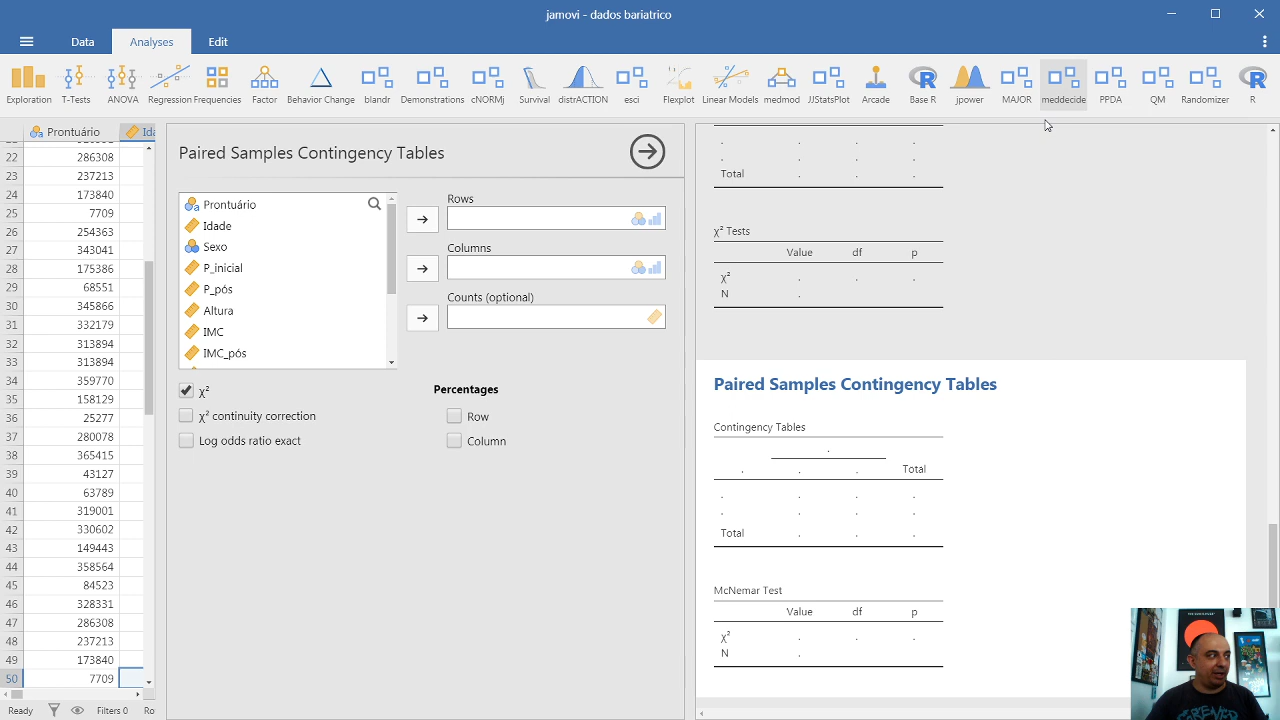 jamovi - dados bariatrico
Data Analyses Edit
Exploration T-Tests ANOVA Regression Frequencies Factor Behavior Change blandr Demonstrations cNORMj Survival distrACTION esci Flexplot Linear Models medmod JJStatsPlot Arcade Base R jpower MAJOR meddecide PPDA QM Randomizer R
Prontuário Ida
22 286308
23 237213
24 173840
25 7709
26 254363
27 343041
28 175386
29 68551
30 345866
31 332179
32 313894
33 313894
34 359770
35 158129
36 25277
37 280078
38 365415
39 43127
40 63789
41 319001
42 330602
43 149443
44 358564
45 84523
46 328331
47 286308
48 237213
49 173840
50 7709
Ready Filters 0 Ro
Paired Samples Contingency Tables
Prontuário
Idade
Sexo
P_inicial
P_pós
Altura
IMC
IMC_pós
Rows
Columns
Counts (optional)
χ²
χ² continuity correction
Log odds ratio exact
Percentages
Row
Column
. . . .
. . . .
Total . . .
χ² Tests
Value df p
χ² . . .
N .
Paired Samples Contingency Tables
Contingency Tables
.
. . . Total
. . . .
. . . .
Total . . .
McNemar Test
Value df p
χ² . . .
N .